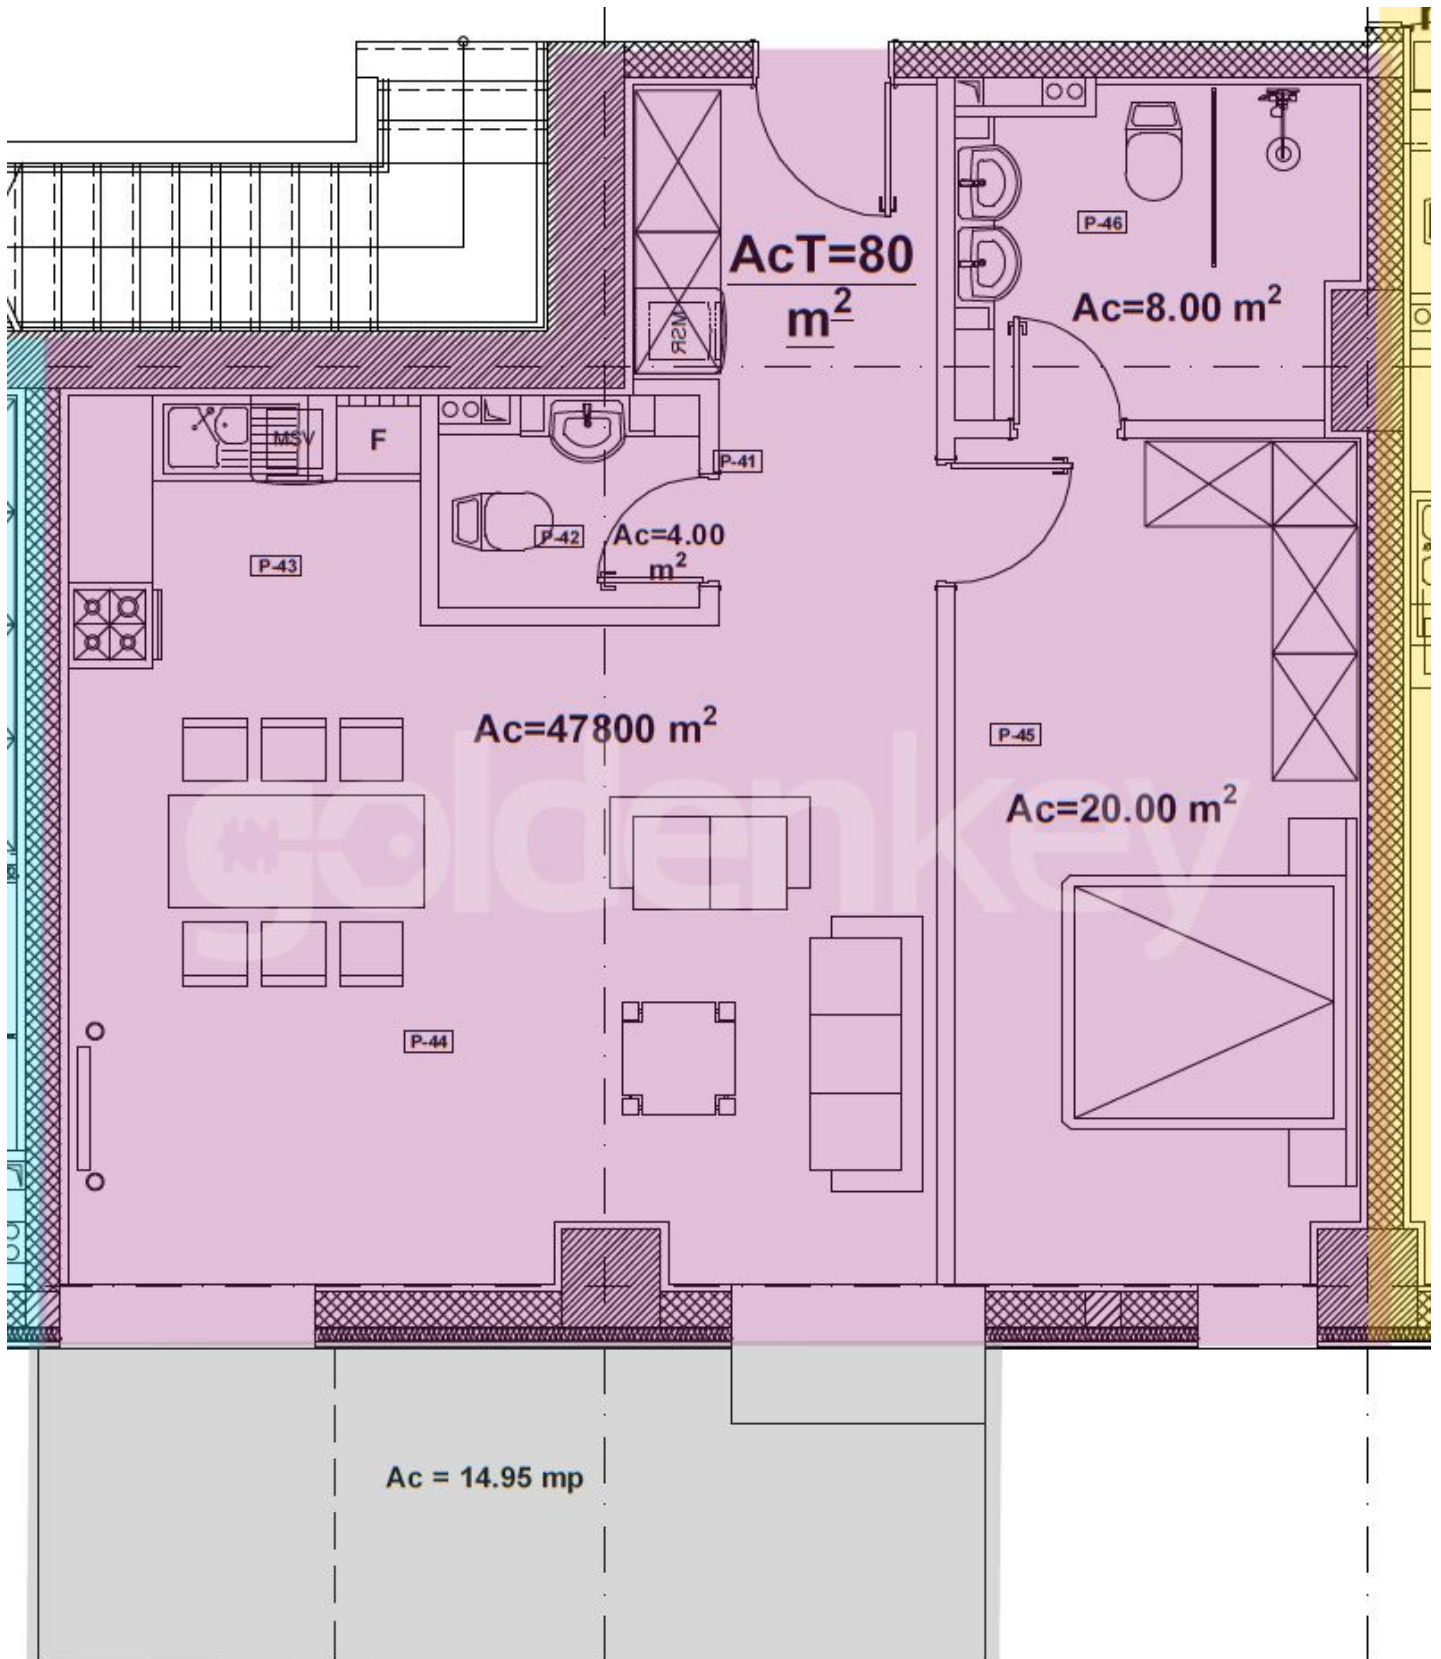 AcT=80
m²
P-46
Ac=8.00 m²
MSR
MSV
F
P-41
P-42
Ac=4.00
m²
P-43
Ac=47800 m²
P-45
Ac=20.00 m²
goldenkey
P-44
Ac = 14.95 mp